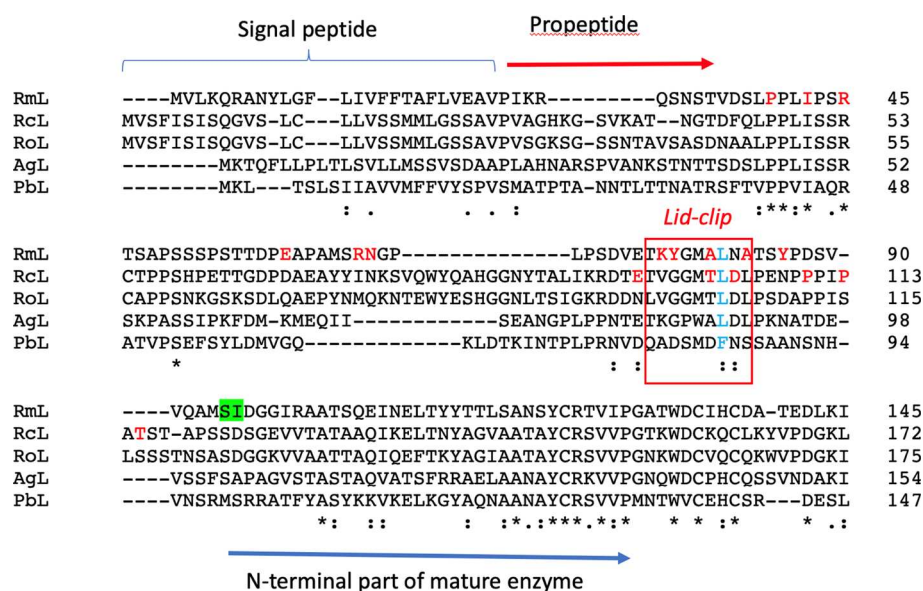 Signal peptide Propeptide
RmL ----MVLKQRANYLGF--LIVFFTAFLVEAVPIKR--------QSNSTVDSLPPLIPSR 45
RcL MVSFISISQGVS-LC--LLVSSMMLGSSAVPVAGHKG-SVKAT--NGTDFQLPPLISSR 53
RoL MVSFISISQGVS-LC--LLVSSMMLGSSAVPVSGKSG-SSNTAVSASDNAALPPLISSR 55
AgL --------MKTQFLLPLTLSVLLMSSVSDAAPLAHNARSPVANKSTNTTSDSLPPLISSR 52
PbL --------MKL---TSLSIIAVVMFFVYSPVSMATPTA-NNTLTTNATRSFTVPPVIAQR 48
: . . . : :**:* .*
Lid-clip
RmL TSAPSSSPSTTDPEAPAMSRNGP----------------LPSDVETKYGMALNATSYPDSV- 90
RcL CTPPSHPETTGDPDAEAYYINKSVQWYQAHGGNYTALIKRDTETVGGMTLDLPENPPPIP 113
RoL CAPPSNKGSKSDLQAEPYNMQKNTEWYESHGGNLTSIGKRDDNLVGGMTLDLPSDAPPIS 115
AgL SKPASSIPKFDM-KMEQII-----------SEANGPLPPNTETKGPWALDLPKNATDE- 98
PbL ATVPSEFSYLDMVGQ---------------KLDTKINTPLPRNVDQADSMDFNSSAANSNH- 94
* : : ::
RmL ----VQAMSIDGGIRAATSQEINELTYYTTLSANSYCRTVIPGATWDCIHCDA-TEDLKI 145
RcL ATST-APSSDSGEVVTATAAQIKELTNYAGVAATAYCRSVVPGTKWDCKQCLKYVPDGKL 172
RoL LSSSTNSASDGGKVVAATTAQIQEFTKYAGIAATAYCRSVVPGNKWDCVQCQKWVPDGKI 175
AgL ----VSSFSAPAGVSTASTAQVATSFRRAELAANAYCRKVVPGNQWDCPHCQSSVNDAKI 154
PbL ----VNSRMSRRATFYASYKKVKELKGYAQNAANAYCRSVVPMNTWVCEHCSR---DESL 147
*: :: : :*.:***.*:* * * :* * .:
N-terminal part of mature enzyme